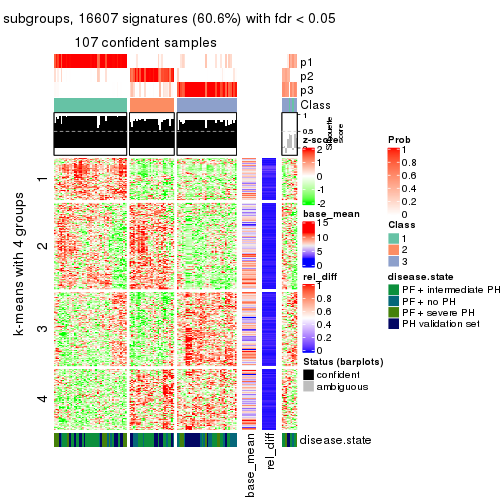 subgroups, 16607 signatures (60.6%) with fdr < 0.05
107 confident samples
p1
p2
p3
Class
1
0.5
0
Silhouette
score
z-score
2
1
0
-1
-2
base_mean
15
10
5
0
rel_diff
1
0.8
0.6
0.4
0.2
0
Status (barplots)
confident
ambiguous
Prob
1
0.8
0.6
0.4
0.2
0
Class
1
2
3
disease.state
PF+ intermediate PH
PF+ no PH
PF+ severe PH
PH validation set
k-means with 4 groups
1
2
3
4
disease.state
base_mean
rel_diff